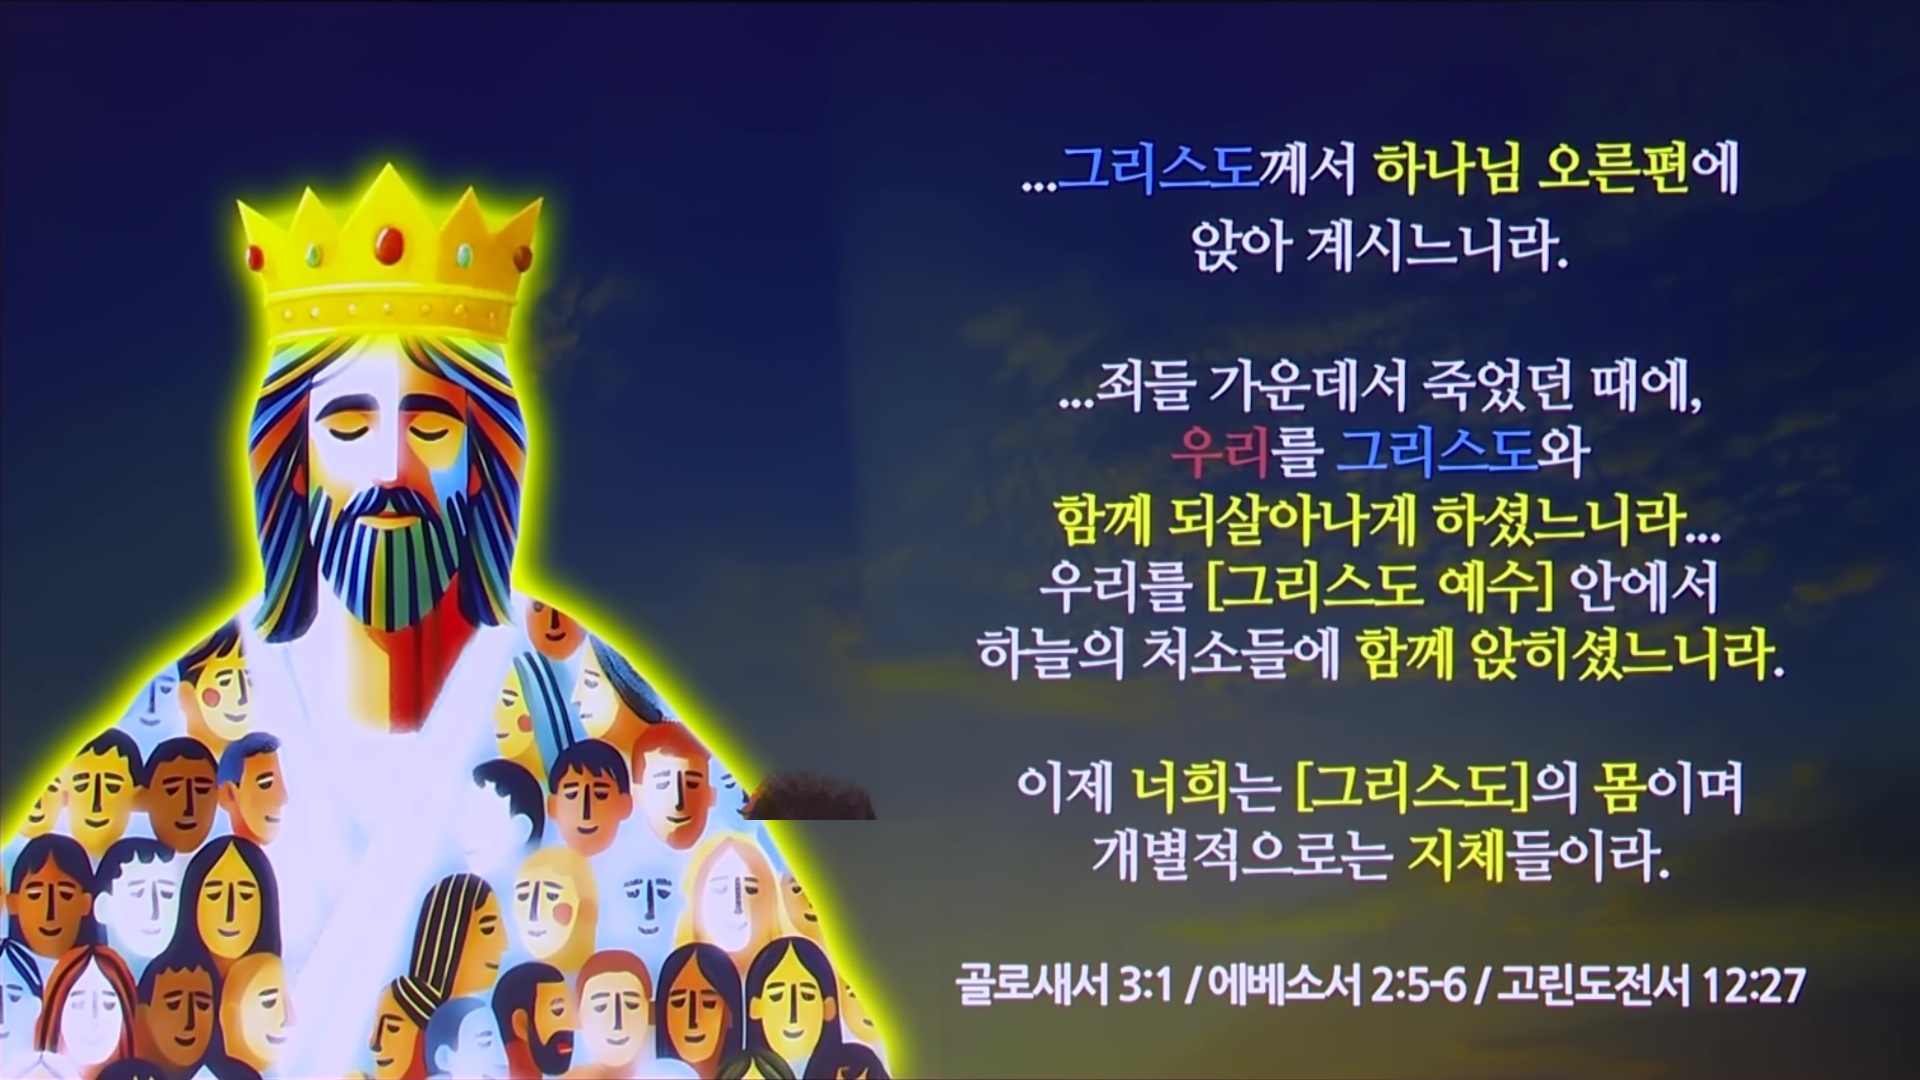 ...그리스도께서 하나님 오른편에
앉아 계시느니라.
...죄들 가운데서 죽었던 때에,
우리를 그리스도와
함께 되살아나게 하셨느니라...
우리를 [그리스도 예수] 안에서
하늘의 처소들에 함께 앉히셨느니라.
이제 너희는 [그리스도]의 몸이며
개별적으로는 지체들이라.
골로새서 3:1 / 에베소서 2:5-6 / 고린도전서 12:27